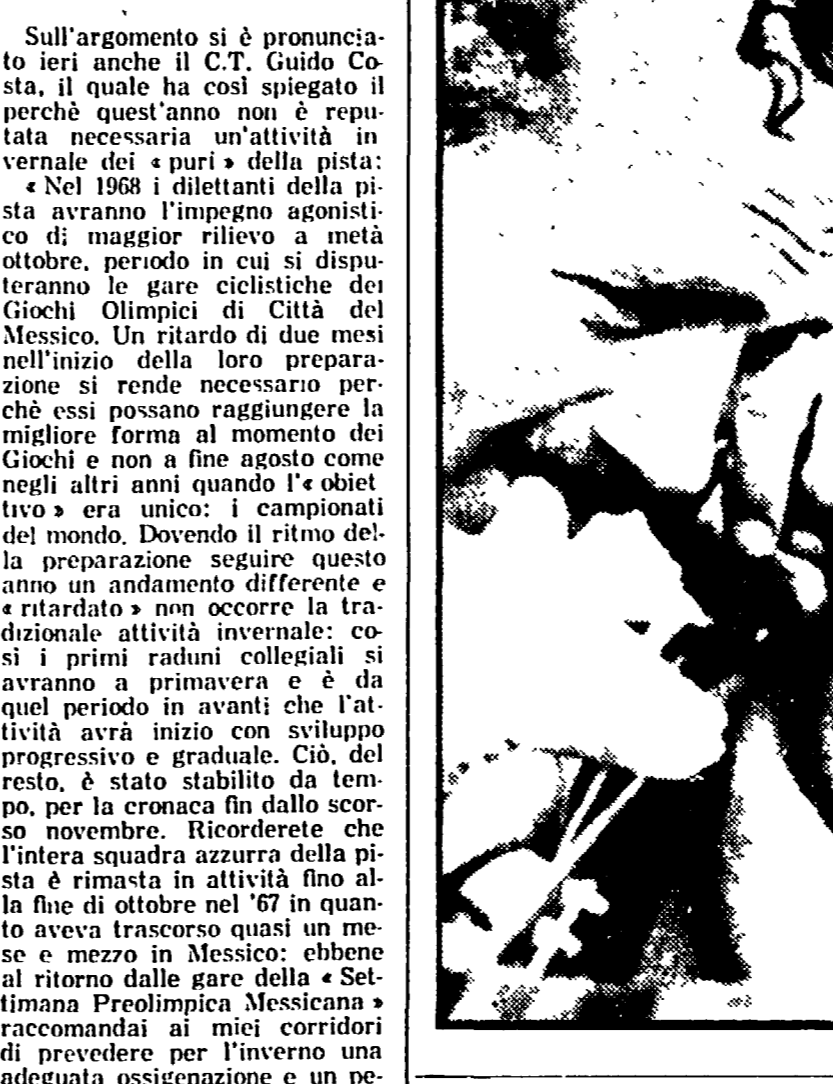 Sull'argomento si è pronuncia-
to ieri anche il C.T. Guido Co-
sta, il quale ha così spiegato il
perchè quest'anno non è repu-
tata necessaria un'attività in
vernale dei « puri » della pista:
« Nel 1968 i dilettanti della pi-
sta avranno l'impegno agonisti-
co di maggior rilievo a metà
ottobre, periodo in cui si dispu-
teranno le gare ciclistiche dei
Giochi Olimpici di Città del
Messico. Un ritardo di due mesi
nell'inizio della loro prepara-
zione si rende necessario per-
chè essi possano raggiungere la
migliore forma al momento dei
Giochi e non a fine agosto come
negli altri anni quando l'« obiet
tivo » era unico: i campionati
del mondo. Dovendo il ritmo del-
la preparazione seguire questo
anno un andamento differente e
« ritardato » non occorre la tra-
dizionale attività invernale: co-
sì i primi raduni collegiali si
avranno a primavera e è da
quel periodo in avanti che l'at-
tività avrà inizio con sviluppo
progressivo e graduale. Ciò, del
resto, è stato stabilito da tem-
po, per la cronaca fin dallo scor-
so novembre. Ricorderete che
l'intera squadra azzurra della pi-
sta è rimasta in attività fino al-
la fine di ottobre nel '67 in quan-
to aveva trascorso quasi un me-
se e mezzo in Messico: ebbene
al ritorno dalle gare della « Set-
timana Preolimpica Messicana »
raccomandai ai miei corridori
di prevedere per l'inverno una
adeguata ossigenazione e un pe-